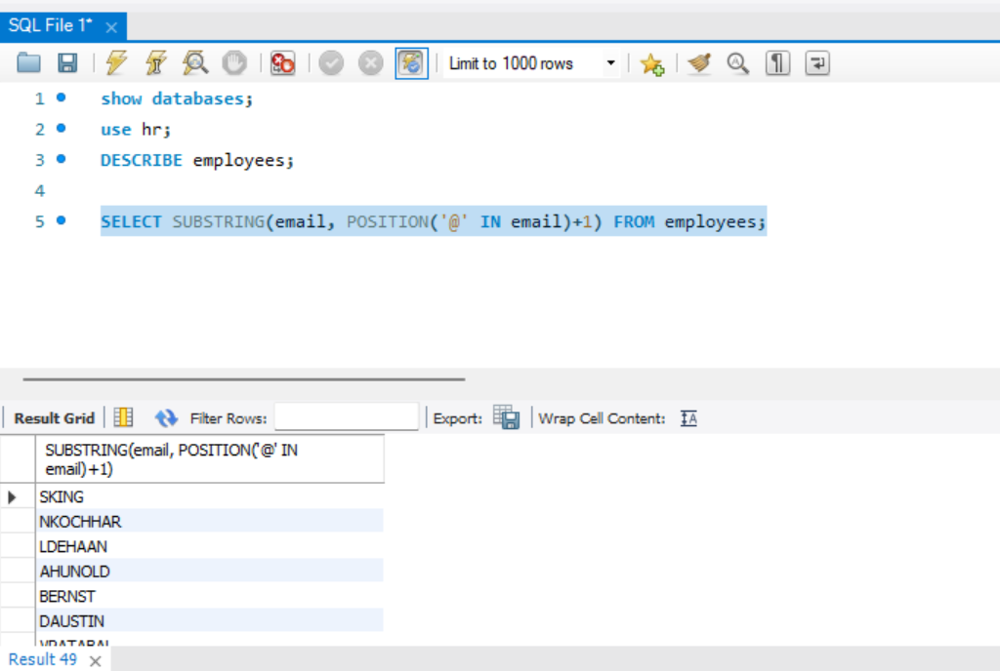 SQL File 1*
Limit to 1000 rows
1 show databases;
2 use hr;
3 DESCRIBE employees;
4
5 SELECT SUBSTRING(email, POSITION('@' IN email)+1) FROM employees;
Result Grid Filter Rows: Export: Wrap Cell Content:
SUBSTRING(email, POSITION('@' IN
email)+1)
SKING
NKOCHHAR
LDEHAAN
AHUNOLD
BERNST
DAUSTIN
Result 49